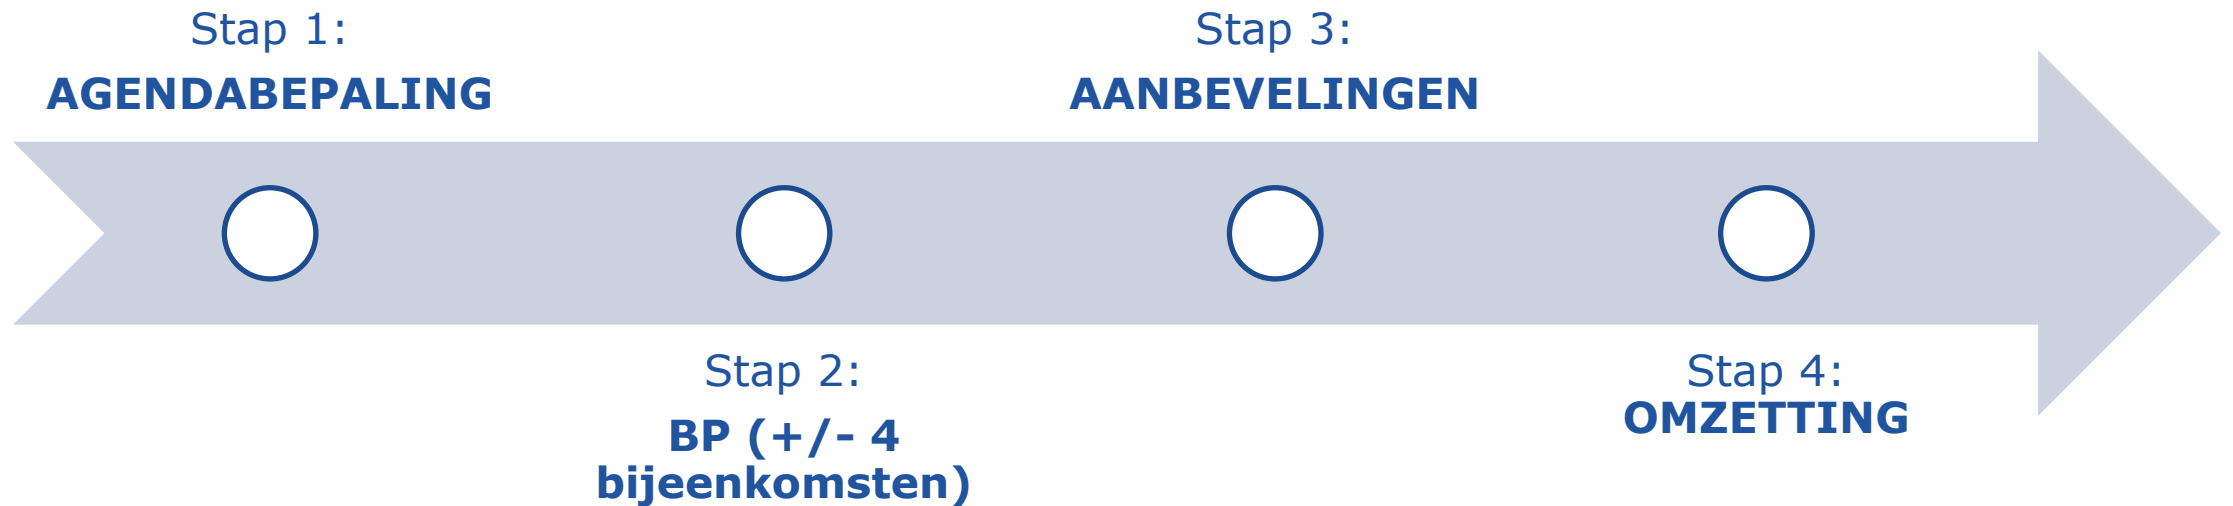 Stap 1:
AGENDABEPALING
Stap 2:
BP (+/- 4
bijeenkomsten)
Stap 3:
AANBEVELINGEN
Stap 4:
OMZETTING